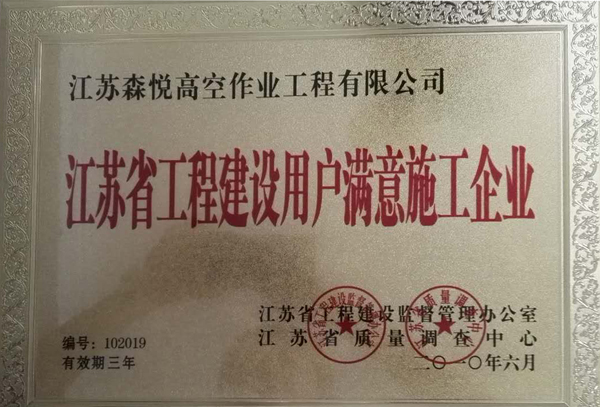 江苏森悦高空作业工程有限公司
江苏省工程建设用户满意施工企业
江苏省工程建设监督管理办公室
江苏省质量调查中心
二〇一〇年六月
编号：102019
有效期三年